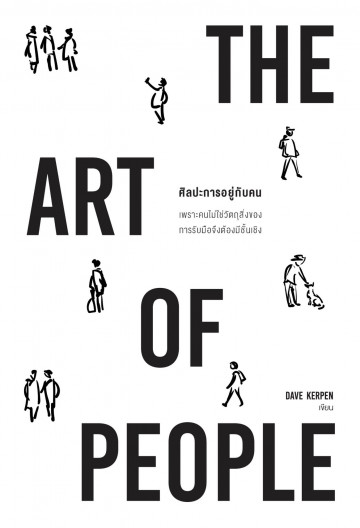 THE
ART
ศิลปะการอยู่กับคน
เพราะคนไม่ใช่วัตถุสิ่งของ
การรับมือจึงต้องมีชั้นเชิง
OF
DAVE KERPEN
เขียน
PEOPLE